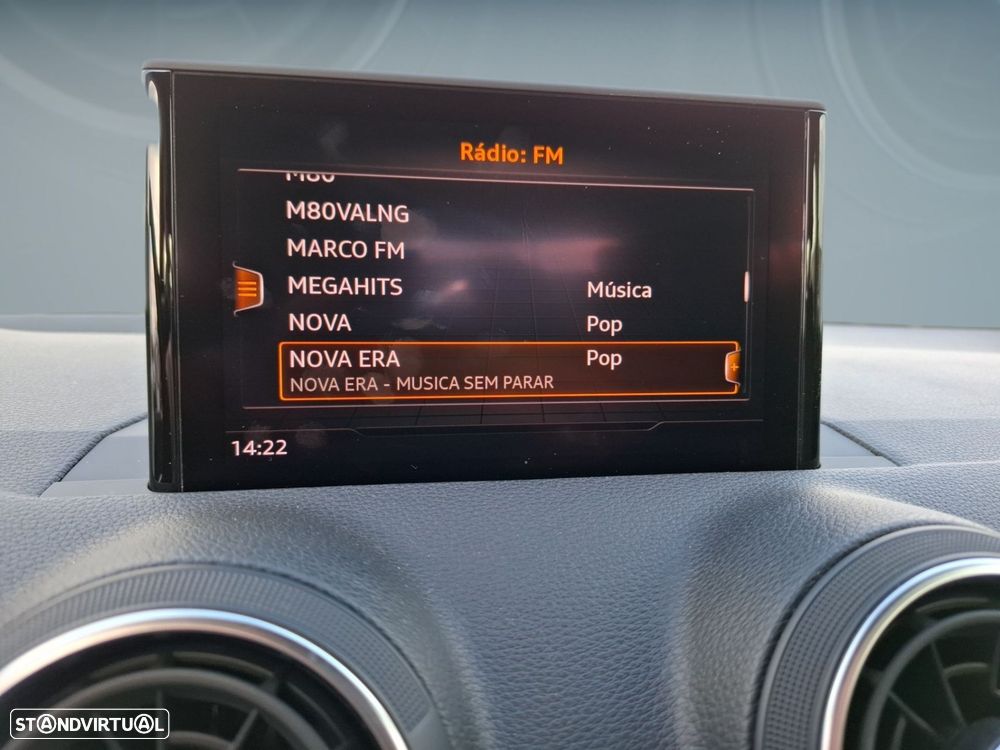 Rádio: FM
M80
M80VALNG
MARCO FM
MEGAHITS Música
NOVA Pop
NOVA ERA Pop
NOVA ERA - MUSICA SEM PARAR
+
14:22
STANDVIRTUAL